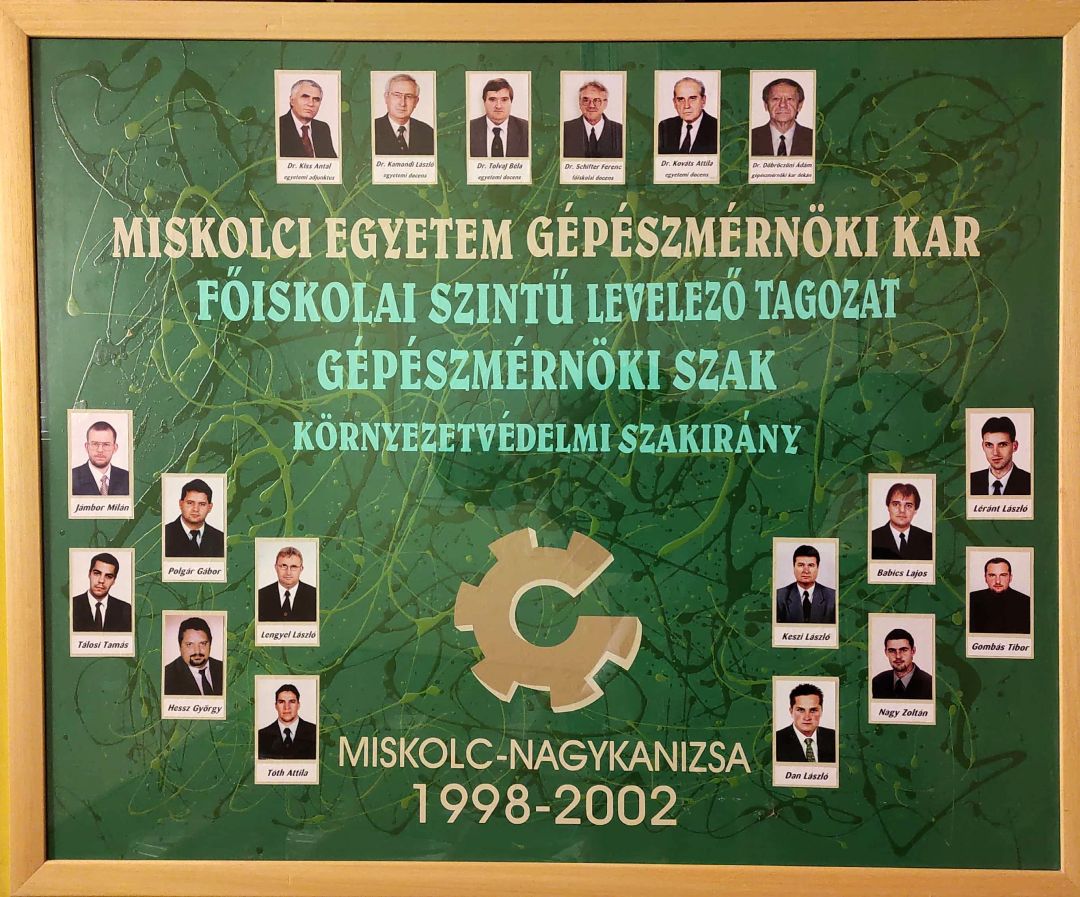 Dr. Kiss Antal
egyetemi adjunktus
Dr. Kamondi László
egyetemi docens
Dr. Tolvaj Béla
egyetemi docens
Dr. Schiffer Ferenc
főiskolai docens
Dr. Kováts Attila
egyetemi docens
Dr. Döbröczöni Ádám
gépészmérnöki kar dékán
MISKOLCI EGYETEM GÉPÉSZMÉRNÖKI KAR
FŐISKOLAI SZINTŰ LEVELEZŐ TAGOZAT
GÉPÉSZMÉRNÖKI SZAK
KÖRNYEZETVÉDELMI SZAKIRÁNY
Jámbor Milán
Polgár Gábor
Lengyel László
Tálosi Tamás
Hessz György
Tóth Attila
Léránt László
Babics Lajos
Keszi László
Gombás Tibor
Nagy Zoltán
Dan László
MISKOLC-NAGYKANIZSA
1998-2002